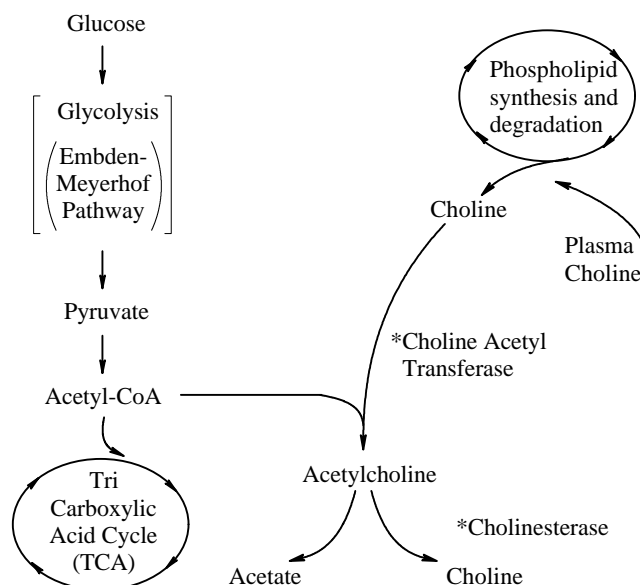 Glucose
Glycolysis
Embden-
Meyerhof
Pathway
Pyruvate
Acetyl-CoA
Tri
Carboxylic
Acid Cycle
(TCA)
Phospholipid
synthesis and
degradation
Choline
Plasma
Choline
*Choline Acetyl
Transferase
Acetylcholine
*Cholinesterase
Acetate
Choline